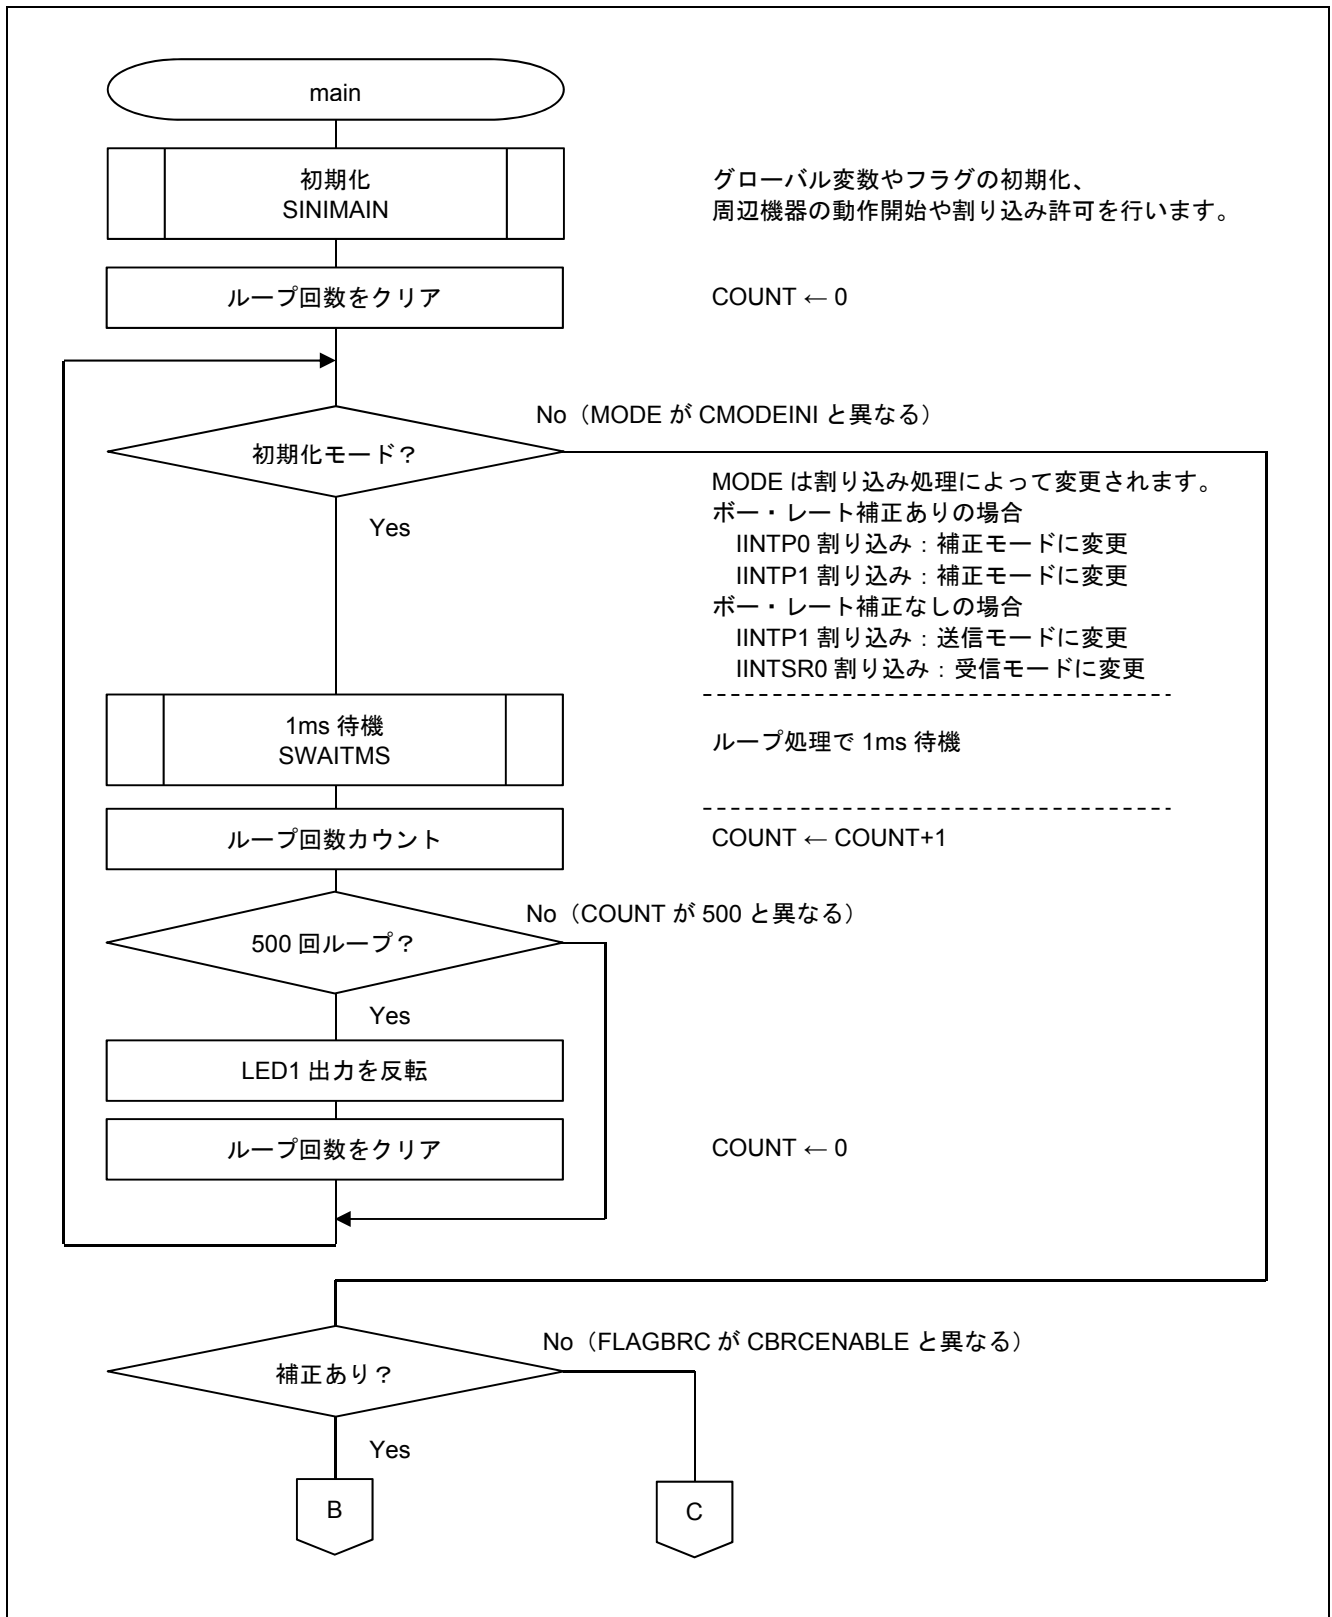 main
初期化
SINIMAIN
グローバル変数やフラグの初期化、
周辺機器の動作開始や割り込み許可を行います。
ループ回数をクリア
COUNT ← 0
No（MODE が CMODEINI と異なる）
初期化モード？
Yes
MODE は割り込み処理によって変更されます。
ボー・レート補正ありの場合
IINTP0 割り込み：補正モードに変更
IINTP1 割り込み：補正モードに変更
ボー・レート補正なしの場合
IINTP1 割り込み：送信モードに変更
IINTSR0 割り込み：受信モードに変更
1ms 待機
SWAITMS
ループ処理で 1ms 待機
ループ回数カウント
COUNT ← COUNT+1
No（COUNT が 500 と異なる）
500 回ループ？
Yes
LED1 出力を反転
ループ回数をクリア
COUNT ← 0
No（FLAGBRC が CBRCENABLE と異なる）
補正あり？
Yes
B
C